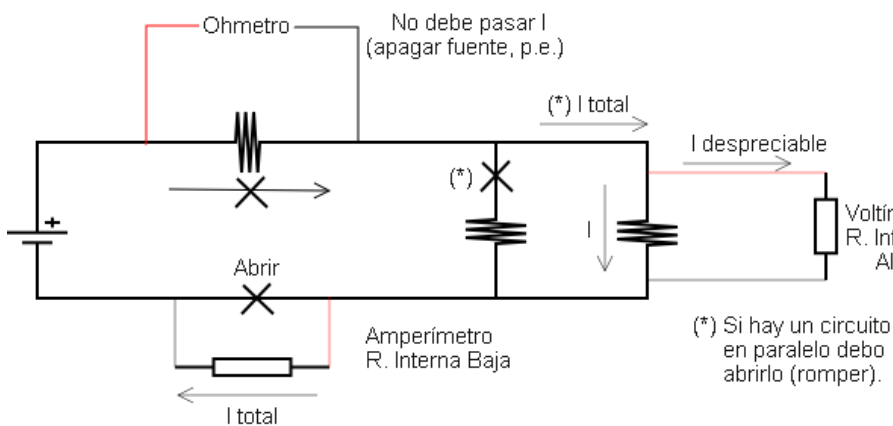 Ohmetro
No debe pasar I
(apagar fuente, p.e.)
(*) I total
I despreciable
(*)
+
I
R.
Abrir
Amperímetro
R. Interna Baja
I total
(*) Si hay un circuito
en paralelo debo
abrirlo (romper).